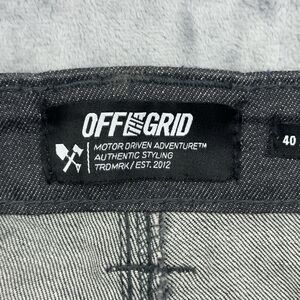 OFF THE GRID
MOTOR DRIVEN ADVENTURE™
AUTHENTIC STYLING
TRDMRK/EST. 2012
40